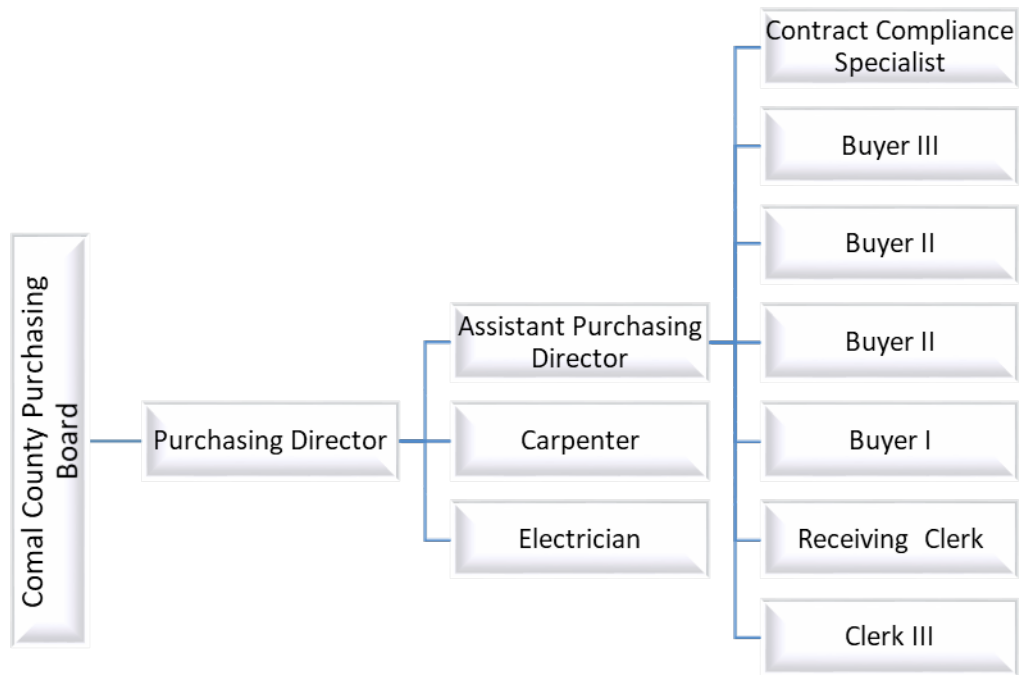 Comal County Purchasing
Board
Purchasing Director
Assistant Purchasing
Director
Carpenter
Electrician
Contract Compliance
Specialist
Buyer III
Buyer II
Buyer II
Buyer I
Receiving  Clerk
Clerk III